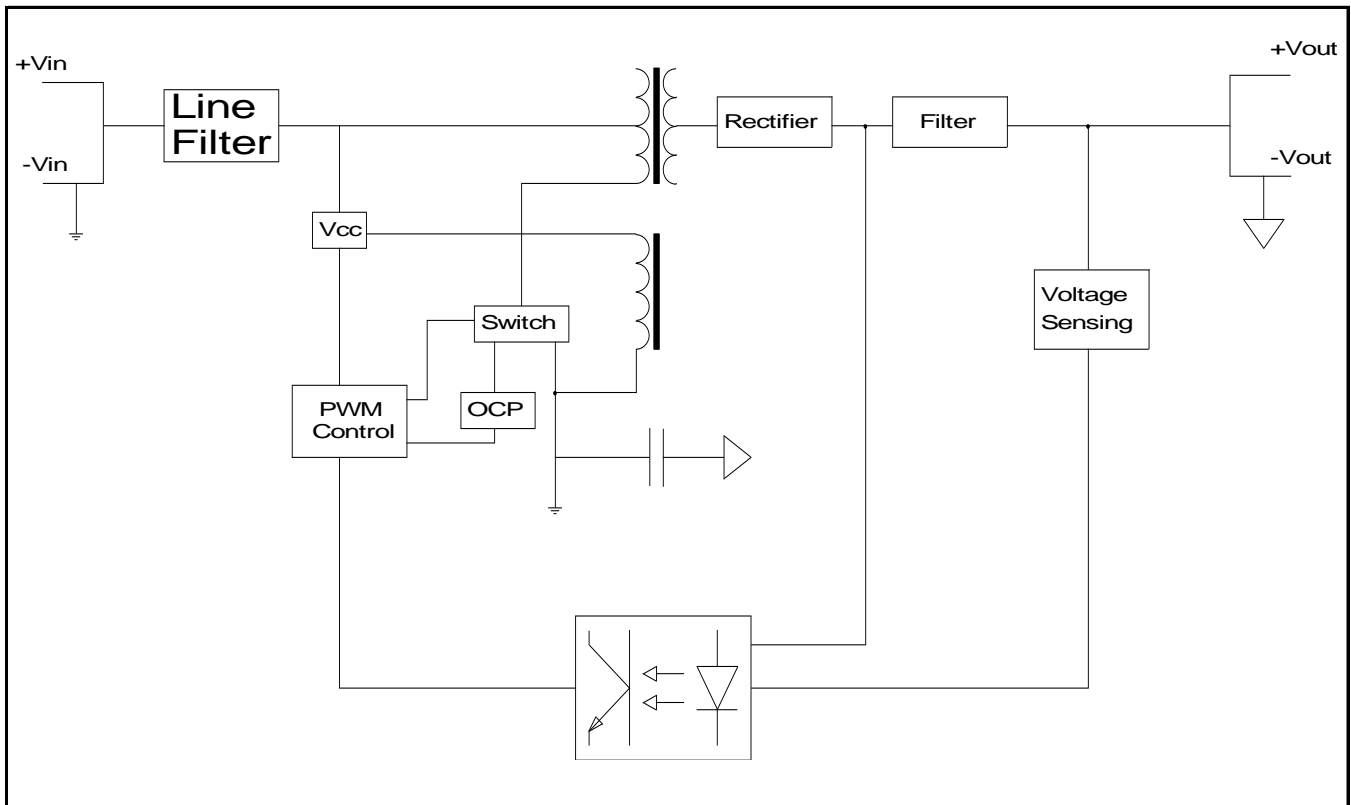 +Vin
+Vout
Line
Filter
Rectifier
Filter
-Vin
-Vout
Vcc
Voltage
Sensing
Switch
PWM
Control
OCP